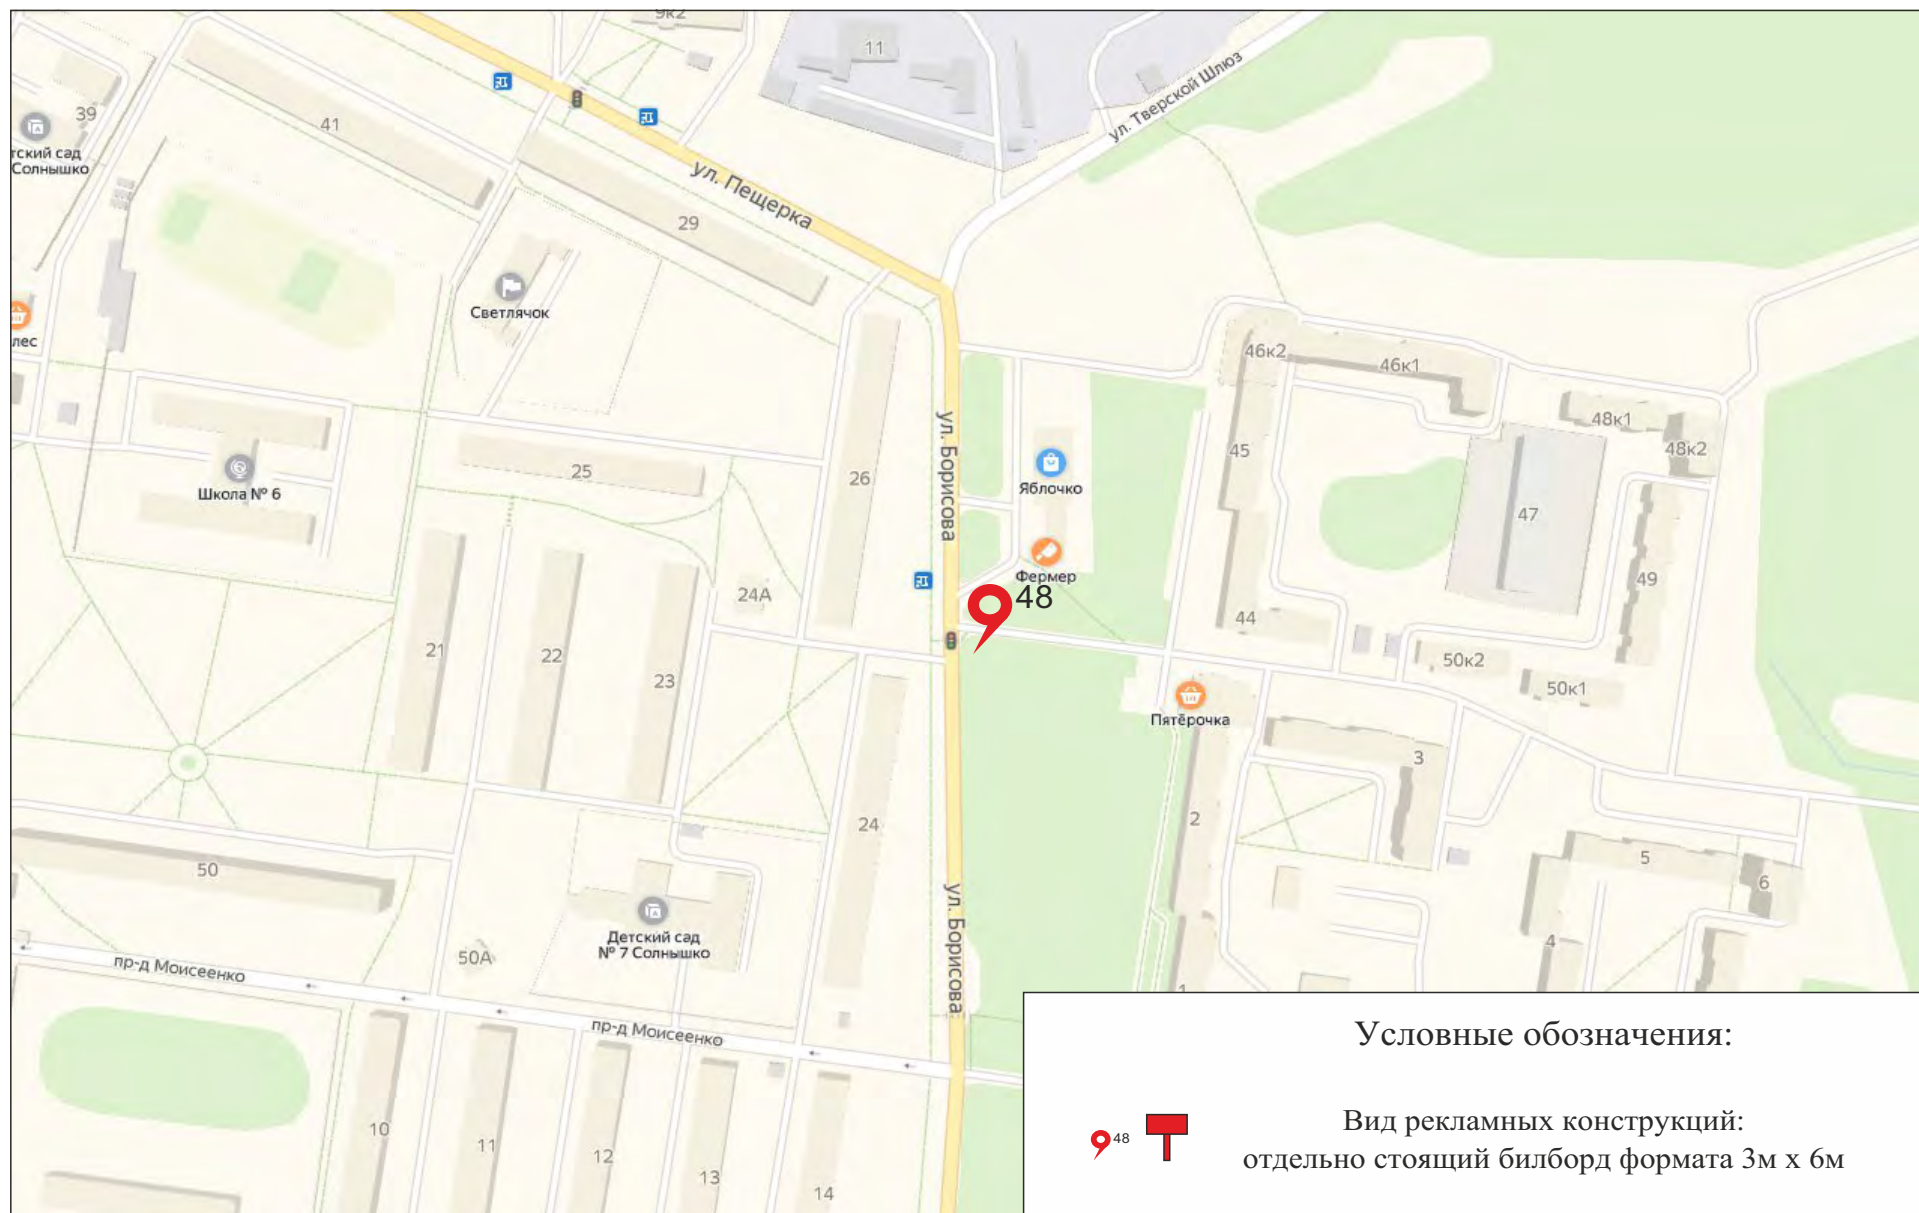 9к2
11
ул. Тверской Шлюз
39
тский сад
Солнышко
41
ул. Пещерка
29
Светлячок
лес
46к2
46к1
48к1
48к2
ул. Борисова
45
25
26
Яблочко
Школа № 6
47
Фермер
48
49
24А
44
21
22
23
50к2
50к1
Пятёрочка
3
2
24
50
5
6
ул. Борисова
Детский сад
№ 7 Солнышко
50А
4
пр-д Моисеенко
1
пр-д Моисеенко
10
11
12
13
14
Условные обозначения:
48
Вид рекламных конструкций:
отдельно стоящий билборд формата 3м х 6м